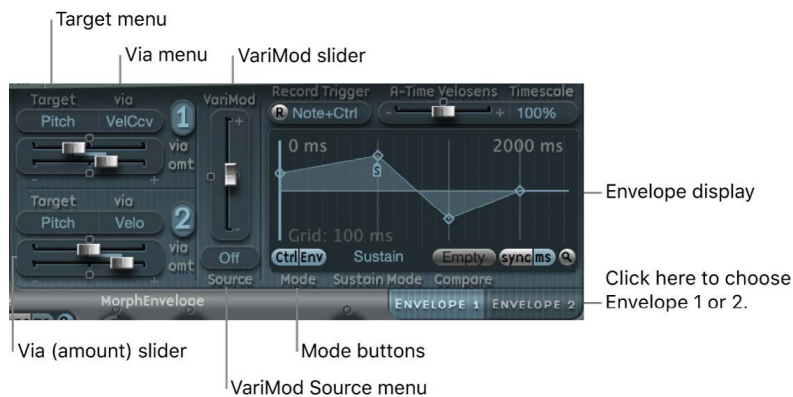 Target menu
Via menu
VariMod slider
Record Trigger A-Time Velosens Timescale
Target via VariMod
Pitch VelCcv 1 R Note+Ctrl - + 100%
via
omt
- +
0 ms 2000 ms
S
Target via
Pitch Velo 2
Envelope display
via
omt
- +
Grid: 100 ms
Off Ctrl Env Sustain Empty sync ms
Source Mode Sustain Mode Compare
MorphEnvelope ENVELOPE 1 ENVELOPE 2
Click here to choose
Envelope 1 or 2.
Via (amount) slider
Mode buttons
VariMod Source menu